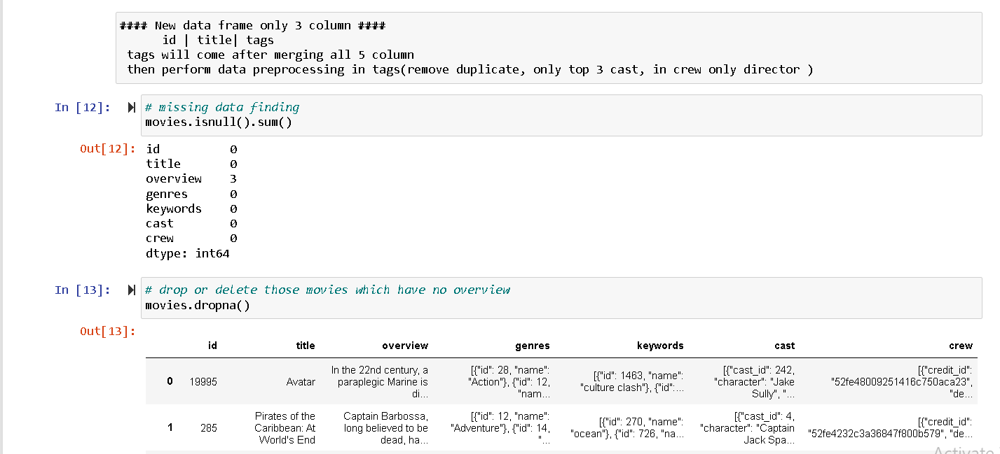 #### New data frame only 3 column ####
id | title| tags
tags will come after merging all 5 column
then perform data preprocessing in tags(remove duplicate, only top 3 cast, in crew only director )
In [12]: # missing data finding
movies.isnull().sum()
Out[12]: id 0
title 0
overview 3
genres 0
keywords 0
cast 0
crew 0
dtype: int64
In [13]: # drop or delete those movies which have no overview
movies.dropna()
Out[13]:
id title overview genres keywords cast crew
0 19995 Avatar In the 22nd century, a paraplegic Marine is di... [{"id": 28, "name": "Action"}, {"id": 12, "nam... [{"id": 1463, "name": "culture clash"}, {"id":... [{"cast_id": 242, "character": "Jake Sully", "... [{"credit_id": "52fe48009251416c750aca23", "de...
1 285 Pirates of the Caribbean: At World's End Captain Barbossa, long believed to be dead, ha... [{"id": 12, "name": "Adventure"}, {"id": 14, "... [{"id": 270, "name": "ocean"}, {"id": 726, "na... [{"cast_id": 4, "character": "Captain Jack Spa... [{"credit_id": "52fe4232c3a36847f800b579", "de...
Activate